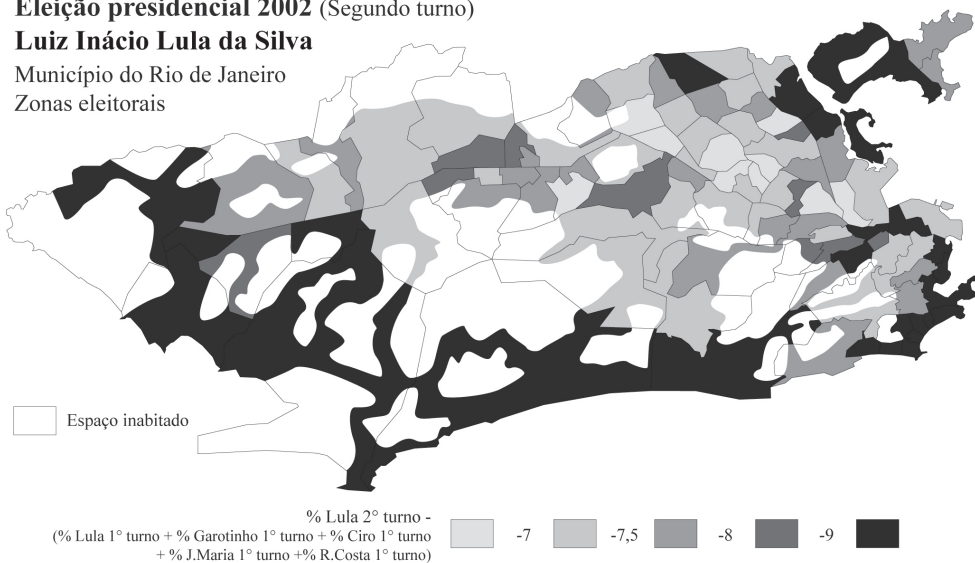 Eleição presidencial 2002 (Segundo turno)
Luiz Inácio Lula da Silva
Município do Rio de Janeiro
Zonas eleitorais
Espaço inabitado
% Lula 2° turno -
(% Lula 1° turno + % Garotinho 1° turno + % Ciro 1° turno
+ % J.Maria 1° turno +% R.Costa 1° turno)
-7 -7,5 -8 -9